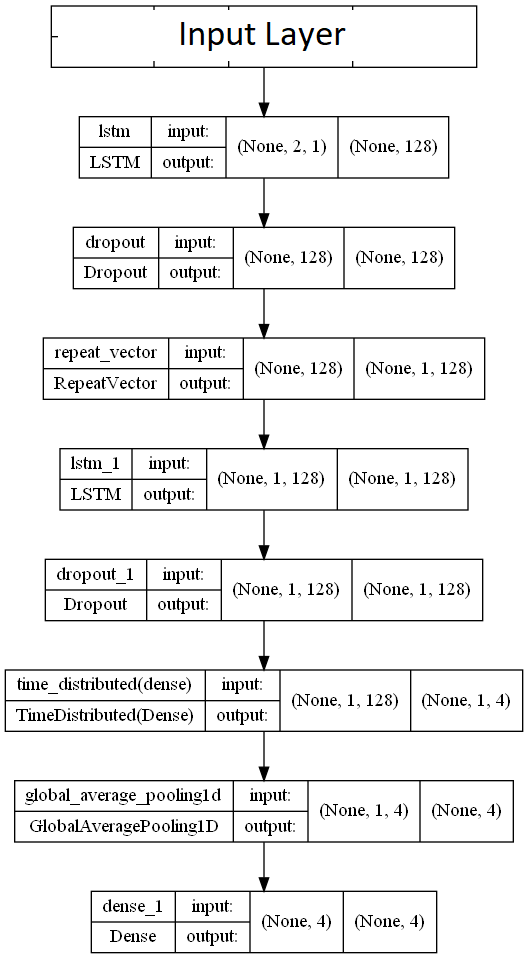 Input Layer
lstm input: (None, 2, 1) (None, 128)
LSTM output:
dropout input: (None, 128) (None, 128)
Dropout output:
repeat_vector input: (None, 128) (None, 1, 128)
RepeatVector output:
lstm_1 input: (None, 1, 128) (None, 1, 128)
LSTM output:
dropout_1 input: (None, 1, 128) (None, 1, 128)
Dropout output:
time_distributed(dense) input: (None, 1, 128) (None, 1, 4)
TimeDistributed(Dense) output:
global_average_pooling1d input: (None, 1, 4) (None, 4)
GlobalAveragePooling1D output:
dense_1 input: (None, 4) (None, 4)
Dense output: